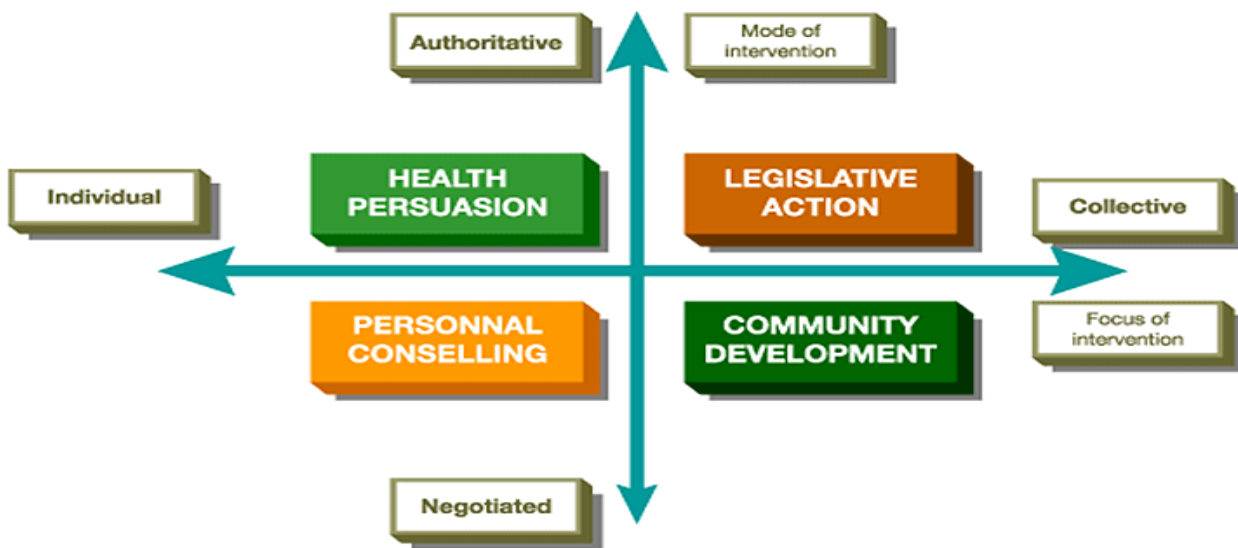 Authoritative
Mode of
intervention
HEALTH
PERSUASION
LEGISLATIVE
ACTION
Individual
Collective
PERSONNAL
CONSELLING
COMMUNITY
DEVELOPMENT
Focus of
intervention
Negotiated